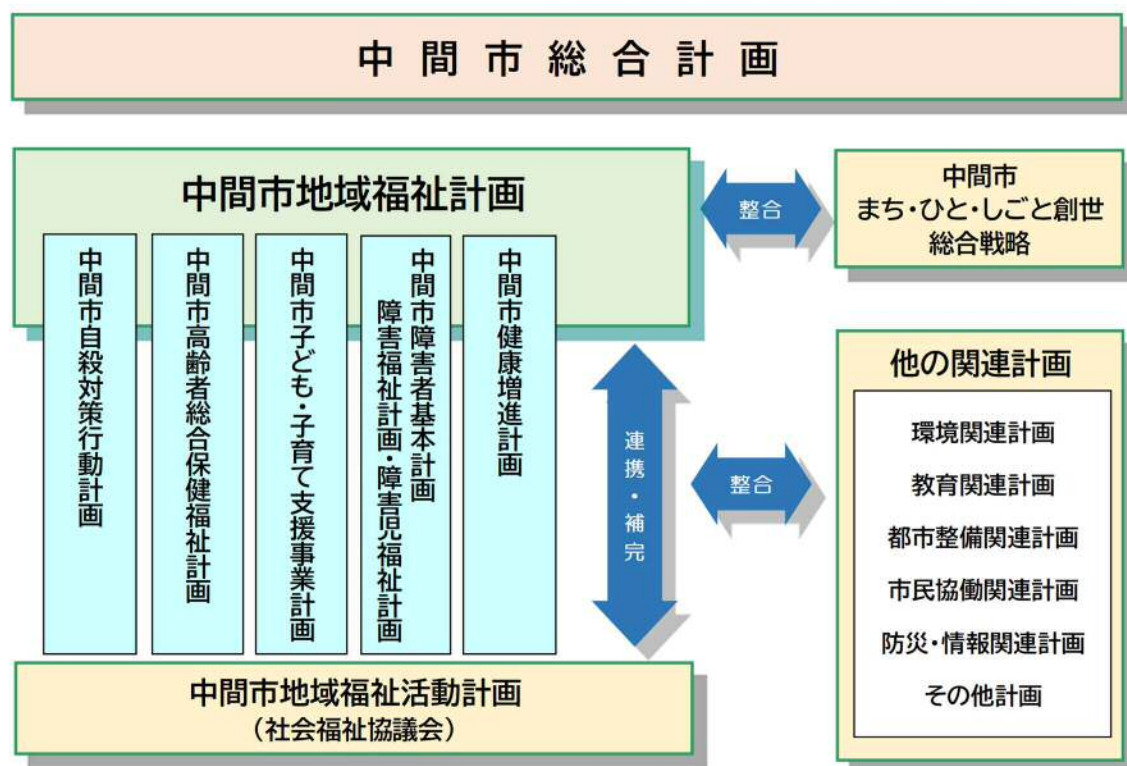 中間市総合計画
中間市地域福祉計画
整合
中間市
まち・ひと・しごと創世
総合戦略
中間市自殺対策行動計画
中間市高齢者総合保健福祉計画
中間市子ども・子育て支援事業計画
中間市障害者基本計画
障害福祉計画・障害児福祉計画
中間市健康増進計画
連携・補完
整合
他の関連計画
環境関連計画
教育関連計画
都市整備関連計画
市民協働関連計画
防災・情報関連計画
その他計画
中間市地域福祉活動計画
（社会福祉協議会）